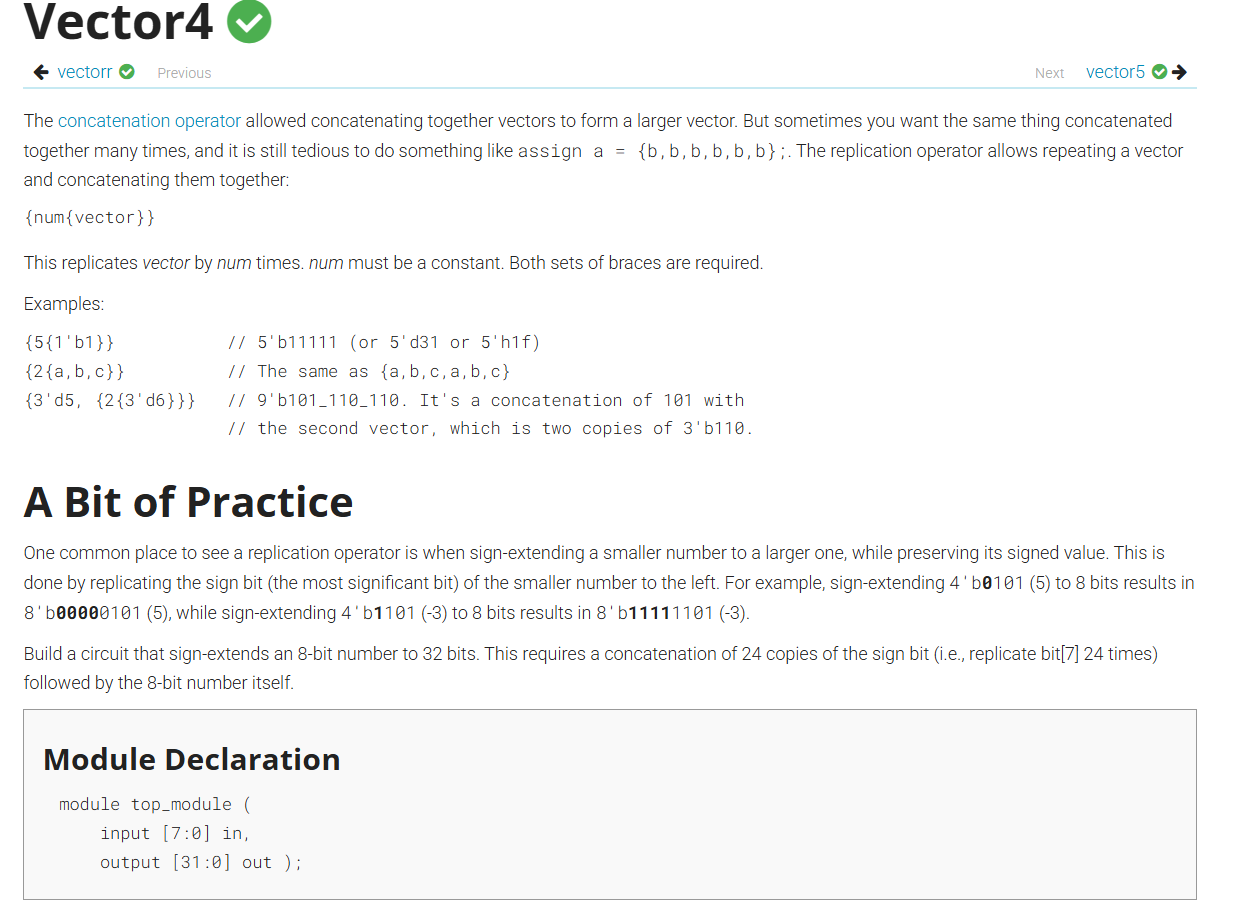 Vector4
vectorr Previous
Next vector5
The concatenation operator allowed concatenating together vectors to form a larger vector. But sometimes you want the same thing concatenated
together many times, and it is still tedious to do something like assign a = {b,b,b,b,b,b};. The replication operator allows repeating a vector
and concatenating them together:
{num{vector}}
This replicates vector by num times. num must be a constant. Both sets of braces are required.
Examples:
{5{1'b1}} // 5'b11111 (or 5'd31 or 5'h1f)
{2{a,b,c}} // The same as {a,b,c,a,b,c}
{3'd5, {2{3'd6}}} // 9'b101_110_110. It's a concatenation of 101 with
// the second vector, which is two copies of 3'b110.
A Bit of Practice
One common place to see a replication operator is when sign-extending a smaller number to a larger one, while preserving its signed value. This is
done by replicating the sign bit (the most significant bit) of the smaller number to the left. For example, sign-extending 4'b0101 (5) to 8 bits results in
8'b00000101 (5), while sign-extending 4'b1101 (-3) to 8 bits results in 8'b11111101 (-3).
Build a circuit that sign-extends an 8-bit number to 32 bits. This requires a concatenation of 24 copies of the sign bit (i.e., replicate bit[7] 24 times)
followed by the 8-bit number itself.
Module Declaration
module top_module (
input [7:0] in,
output [31:0] out );